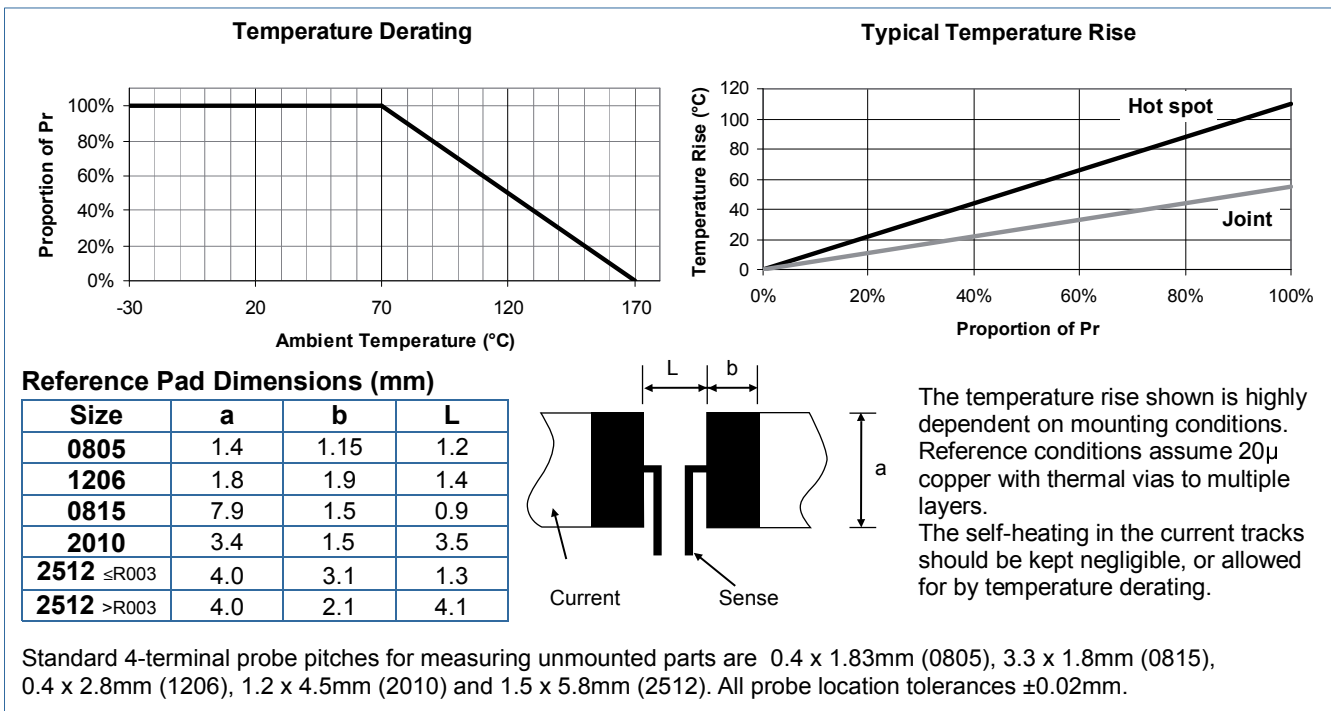 Temperature Derating
Proportion of Pr
100%
80%
60%
40%
20%
0%
-30 20 70 120 170
Ambient Temperature (°C)
Typical Temperature Rise
Temperature Rise (°C)
120
100
80
60
40
20
0
Hot spot
Joint
0% 20% 40% 60% 80% 100%
Proportion of Pr
Reference Pad Dimensions (mm)
Size a b L
0805 1.4 1.15 1.2
1206 1.8 1.9 1.4
0815 7.9 1.5 0.9
2010 3.4 1.5 3.5
2512 ≤R003 4.0 3.1 1.3
2512 >R003 4.0 2.1 4.1
L b
a
Current Sense
The temperature rise shown is highly
dependent on mounting conditions.
Reference conditions assume 20µ
copper with thermal vias to multiple
layers.
The self-heating in the current tracks
should be kept negligible, or allowed
for by temperature derating.
Standard 4-terminal probe pitches for measuring unmounted parts are 0.4 x 1.83mm (0805), 3.3 x 1.8mm (0815),
0.4 x 2.8mm (1206), 1.2 x 4.5mm (2010) and 1.5 x 5.8mm (2512). All probe location tolerances ±0.02mm.